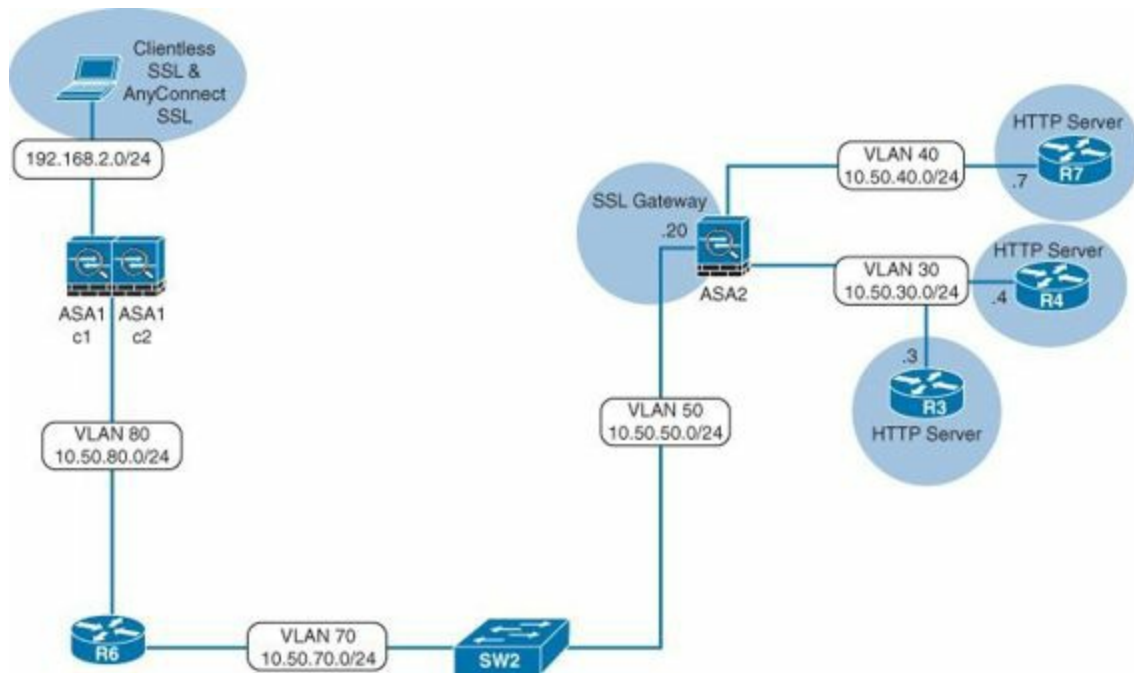 Clientless
SSL &
AnyConnect
SSL
192.168.2.0/24
ASA1
c1
ASA1
c2
VLAN 80
10.50.80.0/24
R6
VLAN 70
10.50.70.0/24
SW2
VLAN 50
10.50.50.0/24
SSL Gateway
.20
ASA2
VLAN 40
10.50.40.0/24
HTTP Server
.7
R7
VLAN 30
10.50.30.0/24
HTTP Server
.4
R4
.3
R3
HTTP Server